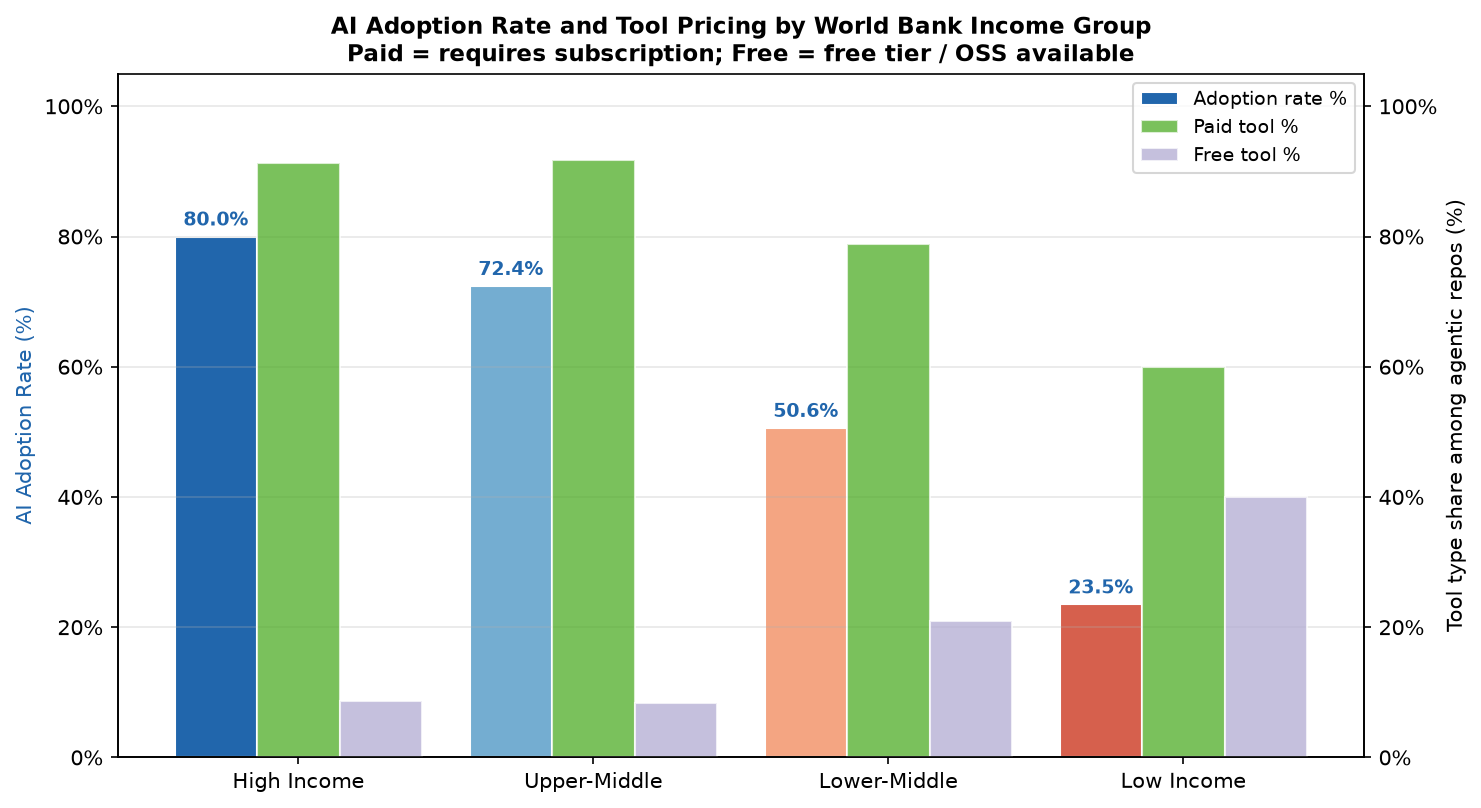 AI Adoption Rate and Tool Pricing by World Bank Income Group
Paid = requires subscription; Free = free tier / OSS available
AI Adoption Rate (%)
100%
80%
60%
40%
20%
0%
80.0%
72.4%
50.6%
23.5%
Adoption rate %
Paid tool %
Free tool %
100%
80%
60%
40%
20%
0%
Tool type share among agentic repos (%)
High Income
Upper-Middle
Lower-Middle
Low Income